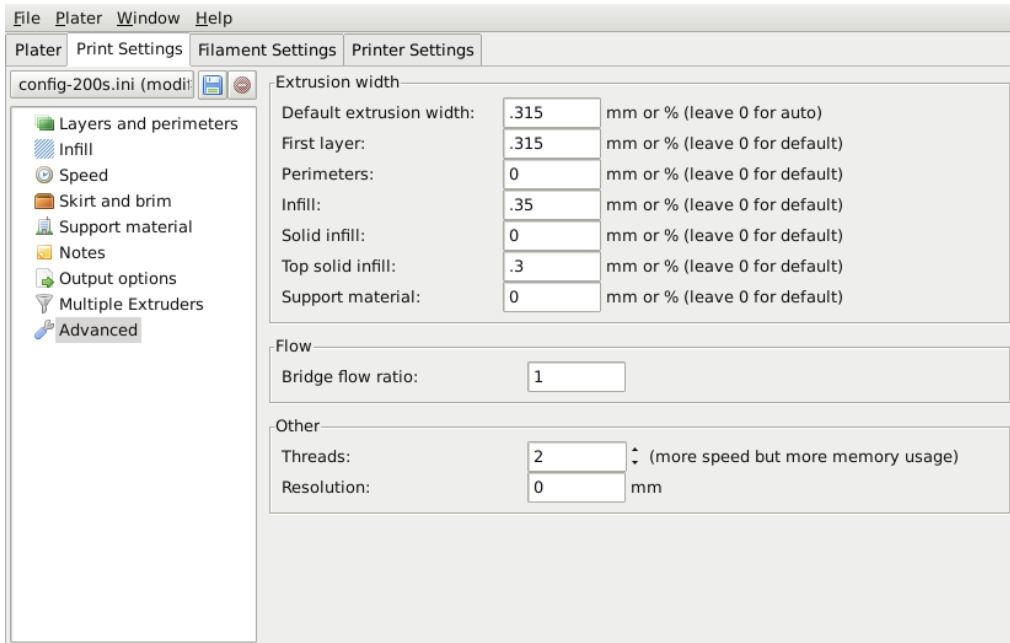 File Plater Window Help
Plater Print Settings Filament Settings Printer Settings
config-200s.ini (modif
Layers and perimeters
Infill
Speed
Skirt and brim
Support material
Notes
Output options
Multiple Extruders
Advanced
Extrusion width
Default extrusion width: .315 mm or % (leave 0 for auto)
First layer: .315 mm or % (leave 0 for default)
Perimeters: 0 mm or % (leave 0 for default)
Infill: .35 mm or % (leave 0 for default)
Solid infill: 0 mm or % (leave 0 for default)
Top solid infill: .3 mm or % (leave 0 for default)
Support material: 0 mm or % (leave 0 for default)
Flow
Bridge flow ratio: 1
Other
Threads: 2 (more speed but more memory usage)
Resolution: 0 mm